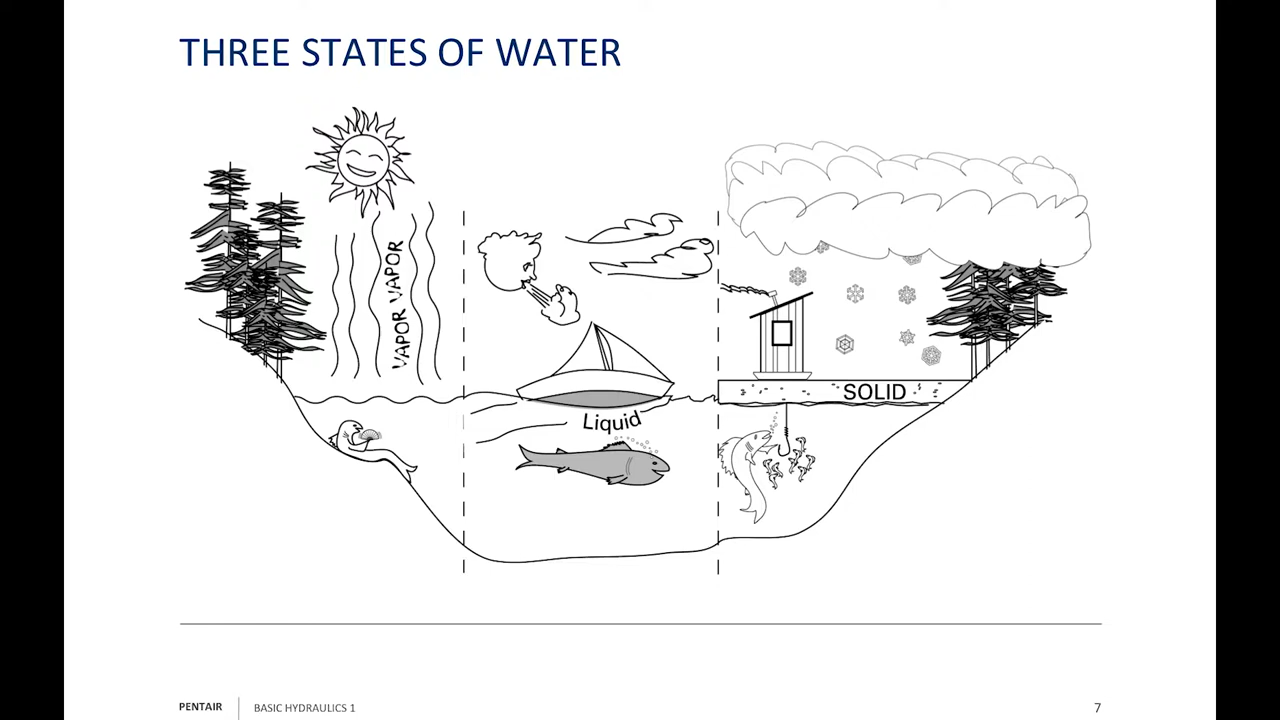 THREE STATES OF WATER
VAPOR VAPOR
Liquid
SOLID
PENTAIR
BASIC HYDRAULICS 1
7